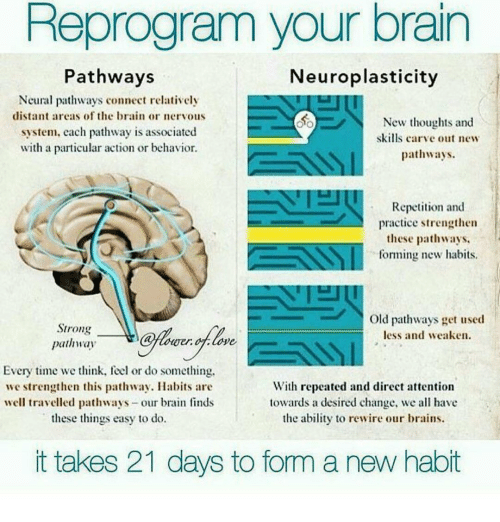 Reprogram your brain
Pathways
Neural pathways connect relatively
distant areas of the brain or nervous
system, each pathway is associated
with a particular action or behavior.
Strong
pathway
@flower.of.love
Every time we think, feel or do something,
we strengthen this pathway. Habits are
well travelled pathways – our brain finds
these things easy to do.
Neuroplasticity
New thoughts and
skills carve out new
pathways.
Repetition and
practice strengthen
these pathways,
forming new habits.
Old pathways get used
less and weaken.
With repeated and direct attention
towards a desired change, we all have
the ability to rewire our brains.
it takes 21 days to form a new habit